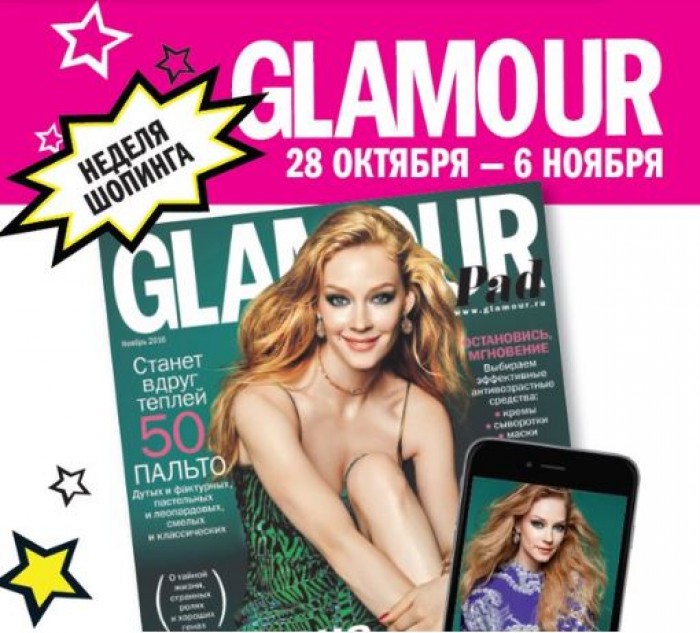 GLAMOUR
28 ОКТЯБРЯ — 6 НОЯБРЯ
НЕДЕЛЯ
ШОПИНГА
GLAMOUR
Pad
www.glamour.ru
Ноябрь 2016
Станет
вдруг
теплей
50
ПАЛЬТО
Дутых и фактурных,
пастельных
и леопардовых,
смелых
и классических
О тайной
жизни,
странных
ролях
и хороших
генах
ОСТАНОВИСЬ,
МГНОВЕНИЕ
Выбираем
эффективные
антивозрастные
средства:
• кремы
• сыворотки
• маски